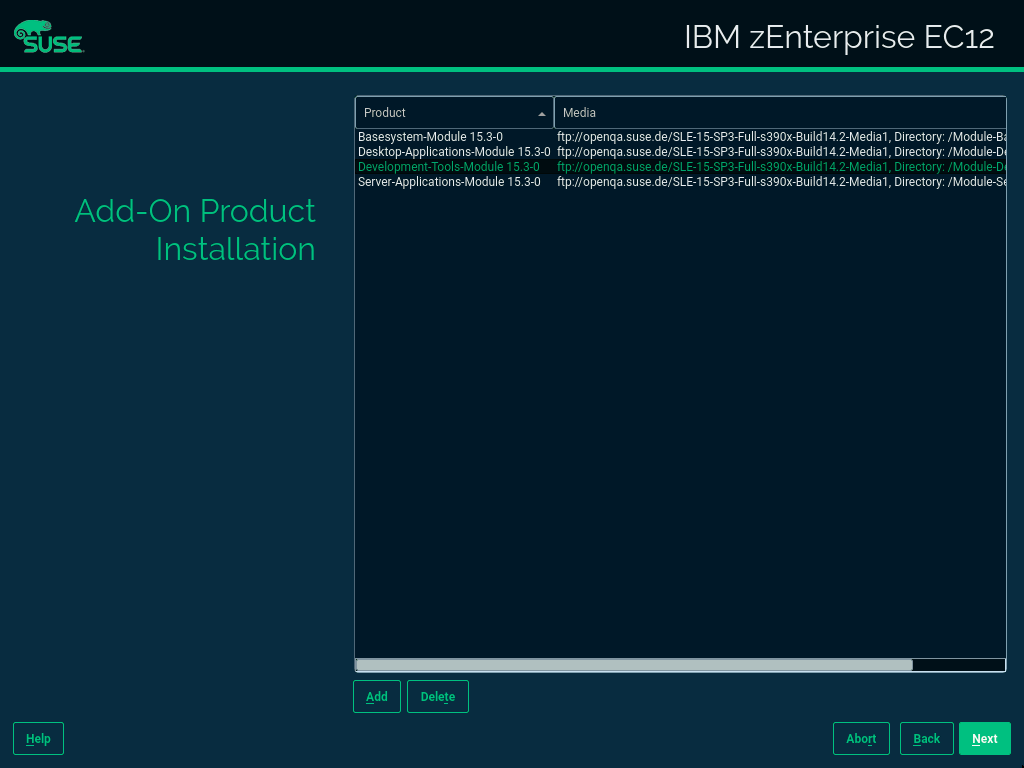 SUSE
IBM zEnterprise EC12
Add-On Product
Installation
Product Media
Basesystem-Module 15.3-0 ftp://openqa.suse.de/SLE-15-SP3-Full-s390x-Build14.2-Media1, Directory: /Module-Ba
Desktop-Applications-Module 15.3-0 ftp://openqa.suse.de/SLE-15-SP3-Full-s390x-Build14.2-Media1, Directory: /Module-De
Development-Tools-Module 15.3-0 ftp://openqa.suse.de/SLE-15-SP3-Full-s390x-Build14.2-Media1, Directory: /Module-De
Server-Applications-Module 15.3-0 ftp://openqa.suse.de/SLE-15-SP3-Full-s390x-Build14.2-Media1, Directory: /Module-Se
Add Delete
Help Abort Back Next